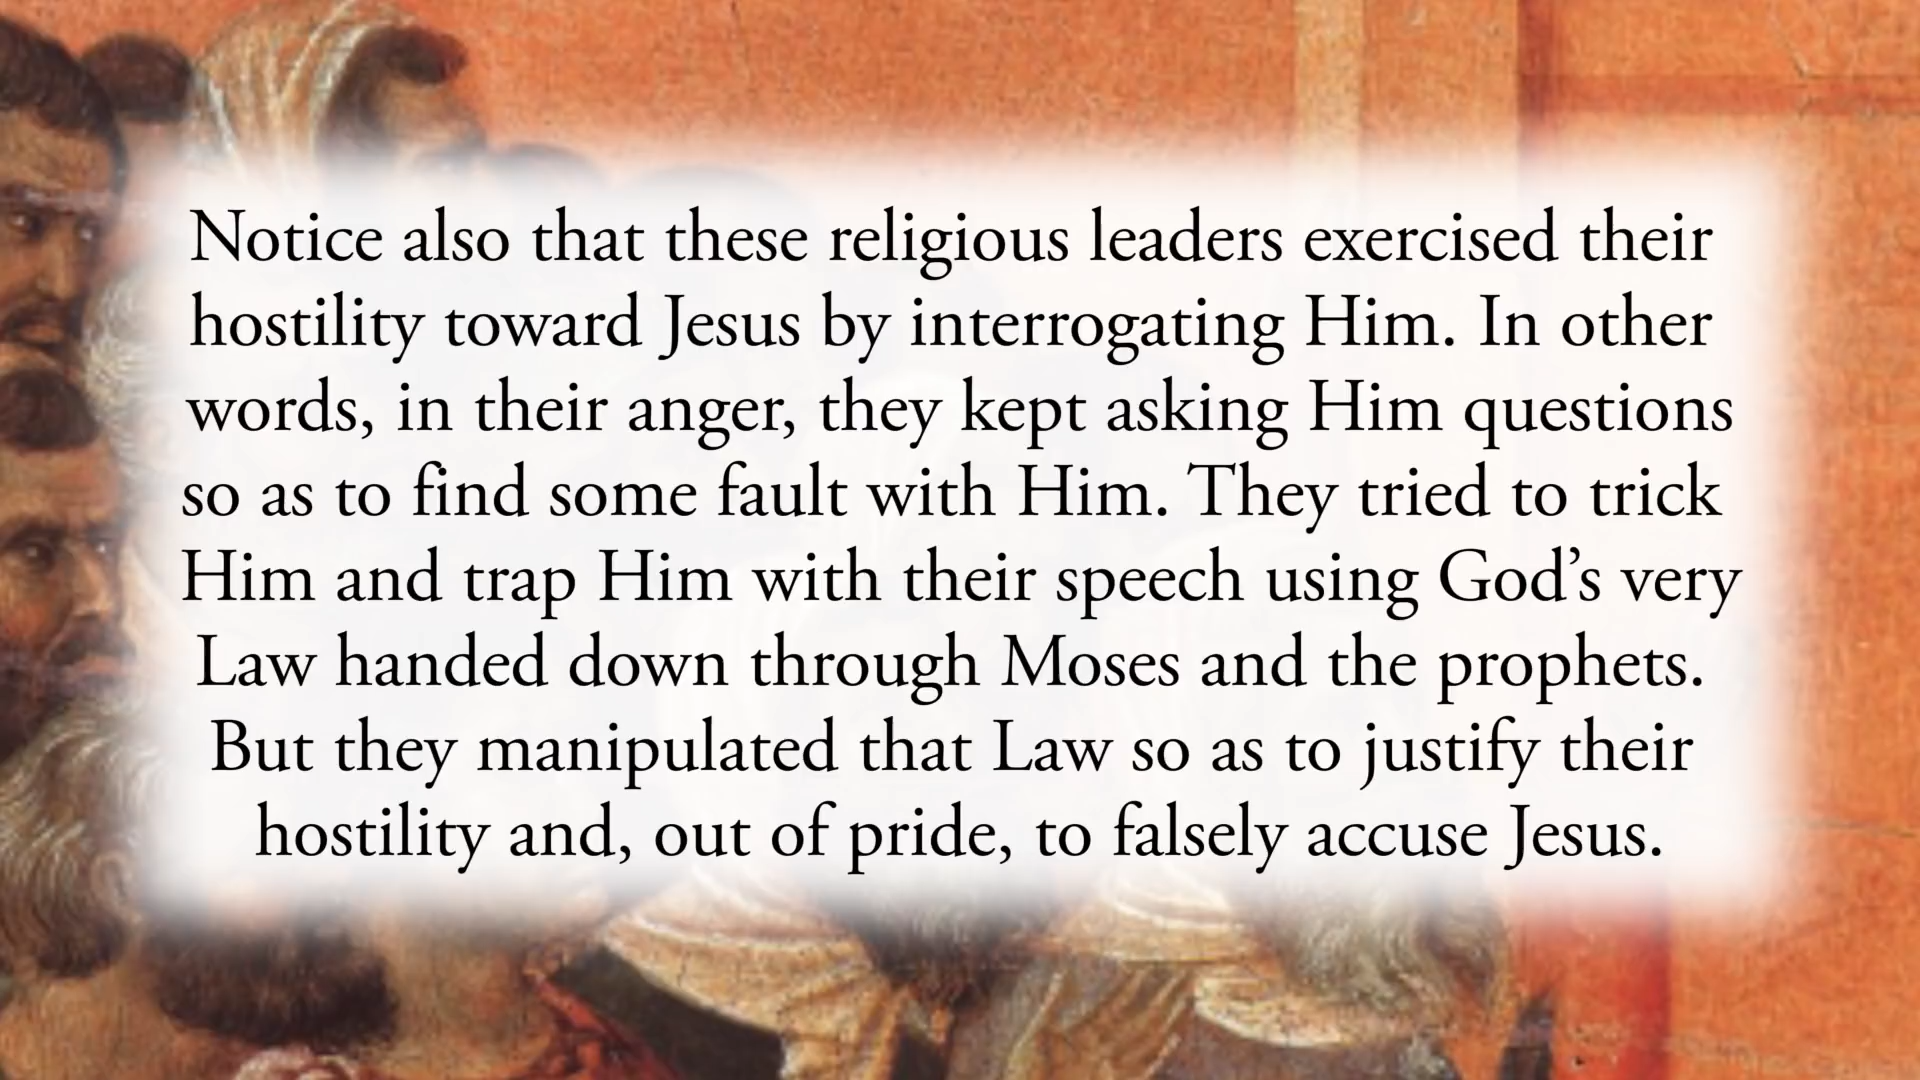 Notice also that these religious leaders exercised their
hostility toward Jesus by interrogating Him. In other
words, in their anger, they kept asking Him questions
so as to find some fault with Him. They tried to trick
Him and trap Him with their speech using God’s very
Law handed down through Moses and the prophets.
But they manipulated that Law so as to justify their
hostility and, out of pride, to falsely accuse Jesus.